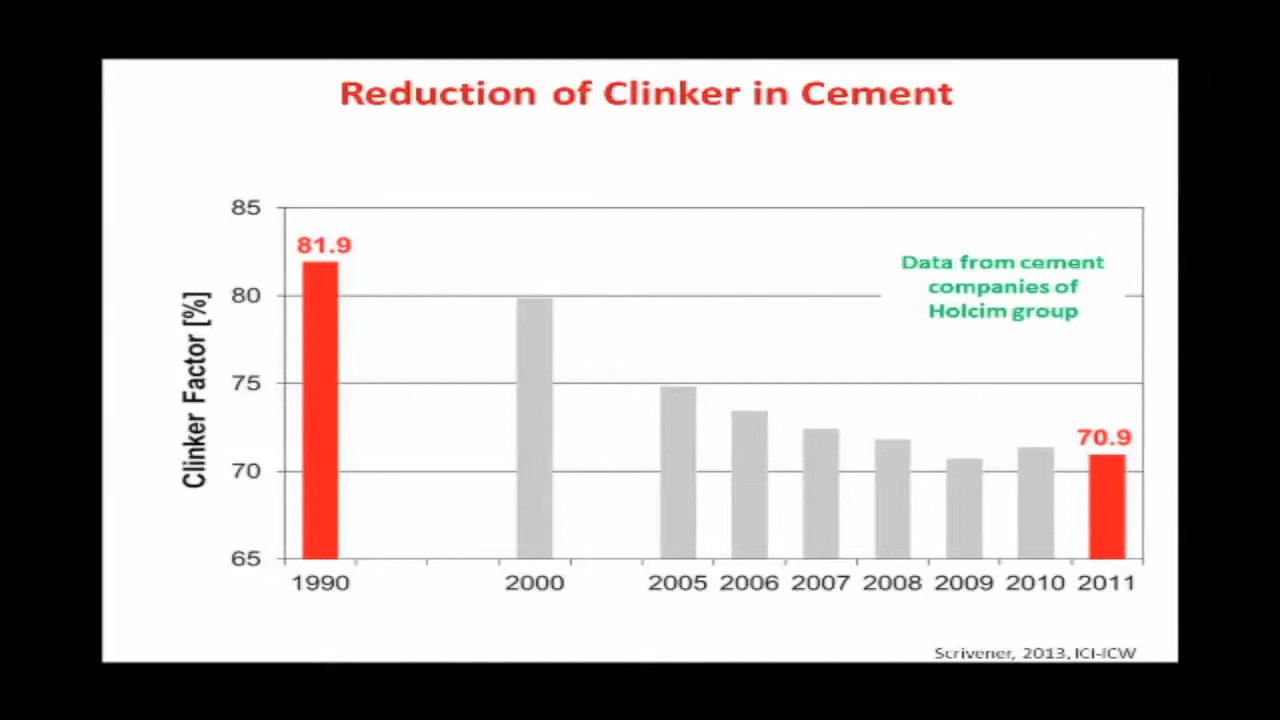 Reduction of Clinker in Cement
85
81.9
Data from cement
companies of
Holcim group
80
Clinker Factor [%]
75
70.9
70
65
1990 2000 2005 2006 2007 2008 2009 2010 2011
Scrivener, 2013, ICI-ICW